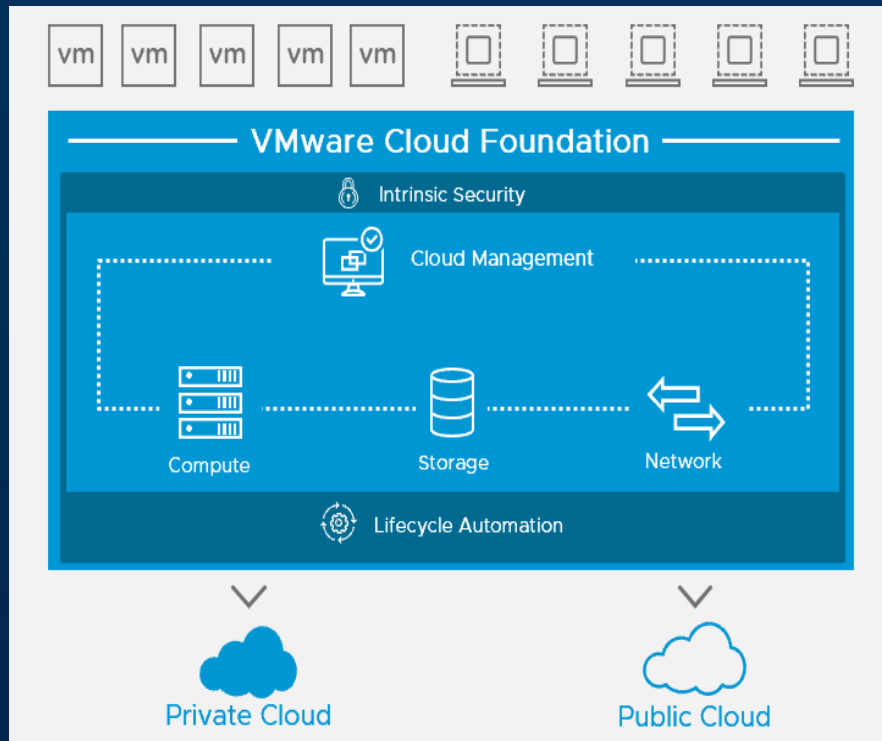 vm vm vm vm vm
VMware Cloud Foundation
Intrinsic Security
Cloud Management
Compute Storage Network
Lifecycle Automation
Private Cloud Public Cloud